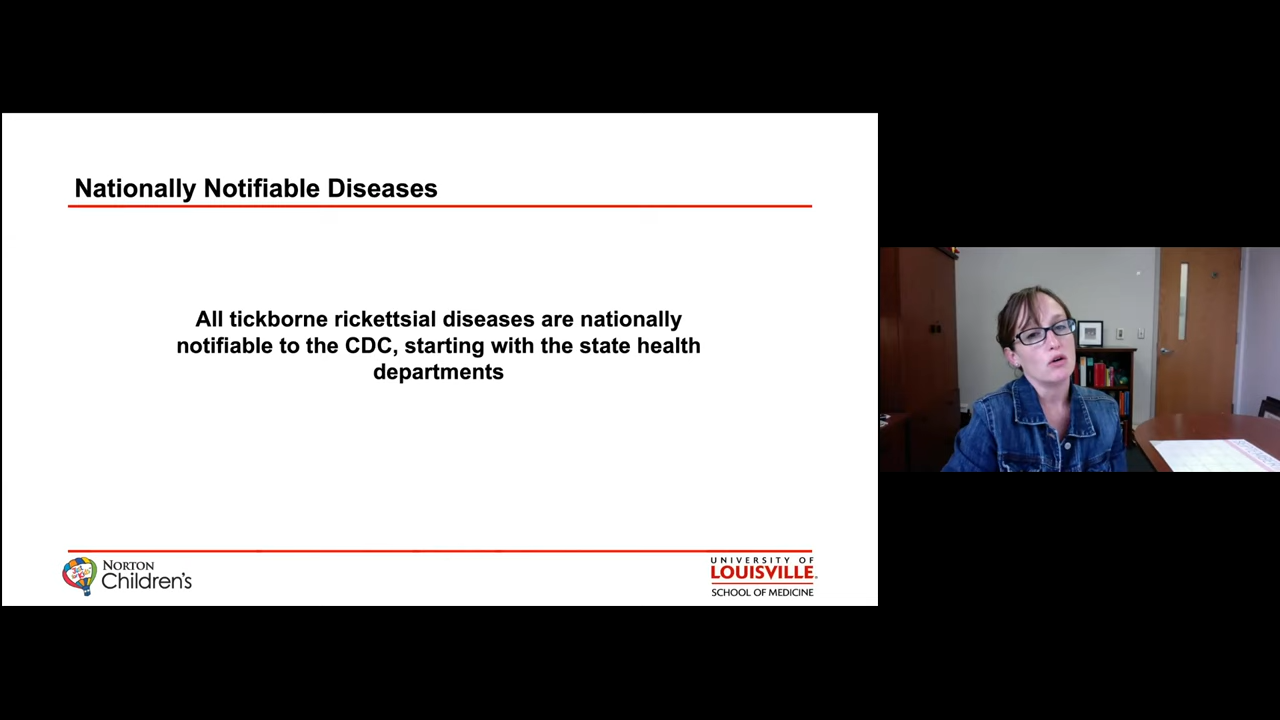 Nationally Notifiable Diseases
All tickborne rickettsial diseases are nationally
notifiable to the CDC, starting with the state health
departments
NORTON
Children's
UNIVERSITY OF
LOUISVILLE.
SCHOOL OF MEDICINE